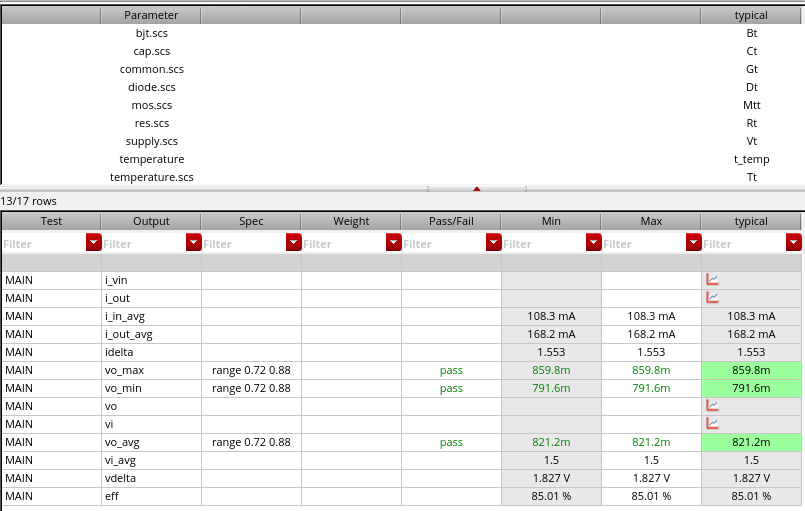 Parameter typical
bjt.scs Bt
cap.scs Ct
common.scs Gt
diode.scs Dt
mos.scs Mtt
res.scs Rt
supply.scs Vt
temperature t_temp
temperature.scs Tt
13/17 rows
Test Output Spec Weight Pass/Fail Min Max typical
Filter Filter Filter Filter Filter Filter Filter Filter
MAIN i_vin
MAIN i_out
MAIN i_in_avg 108.3 mA 108.3 mA 108.3 mA
MAIN i_out_avg 168.2 mA 168.2 mA 168.2 mA
MAIN idelta 1.553 1.553 1.553
MAIN vo_max range 0.72 0.88 pass 859.8m 859.8m 859.8m
MAIN vo_min range 0.72 0.88 pass 791.6m 791.6m 791.6m
MAIN vo
MAIN vi
MAIN vo_avg range 0.72 0.88 pass 821.2m 821.2m 821.2m
MAIN vi_avg 1.5 1.5 1.5
MAIN vdelta 1.827 V 1.827 V 1.827 V
MAIN eff 85.01 % 85.01 % 85.01 %